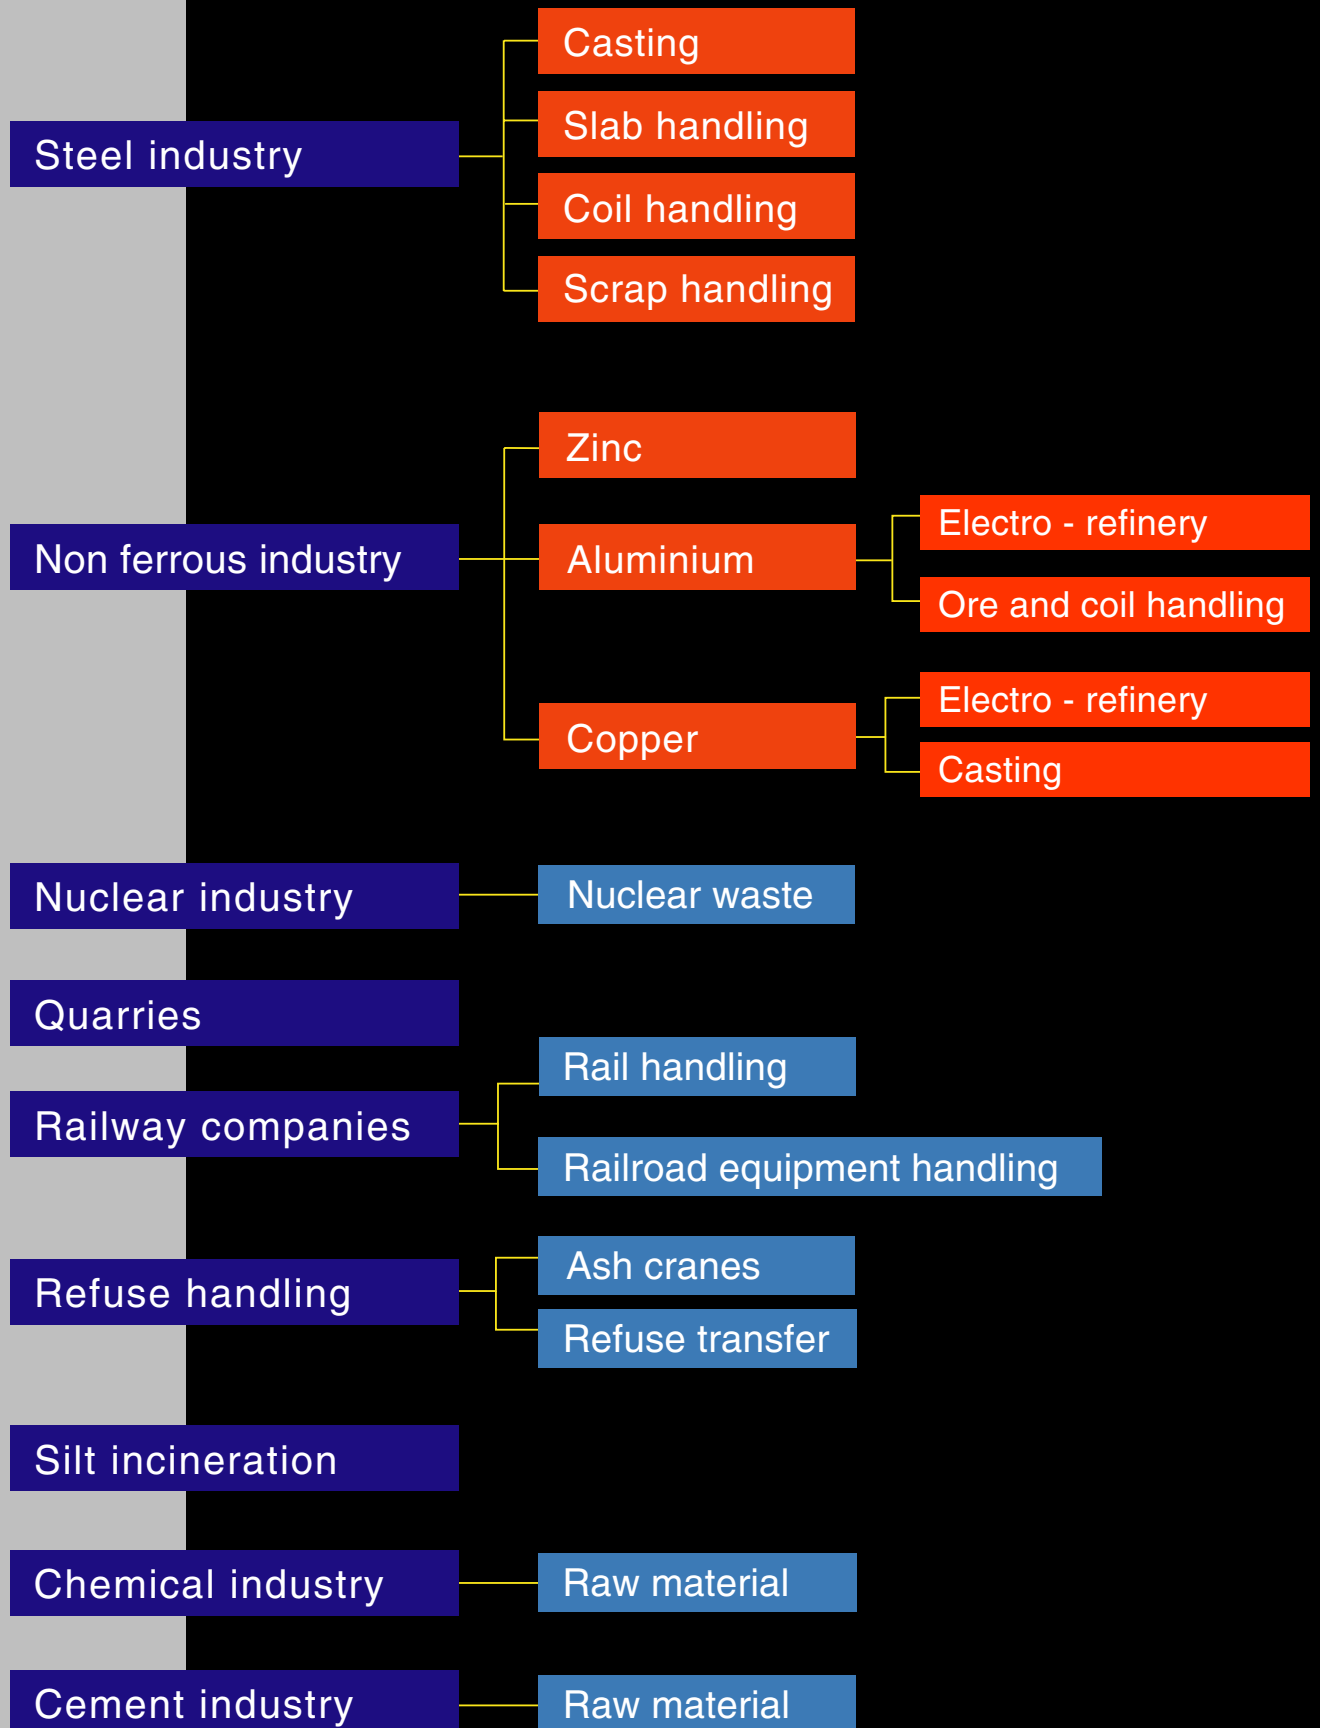 Steel industry
Casting
Slab handling
Coil handling
Scrap handling
Non ferrous industry
Zinc
Aluminium
Electro - refinery
Ore and coil handling
Copper
Electro - refinery
Casting
Nuclear industry
Nuclear waste
Quarries
Railway companies
Rail handling
Railroad equipment handling
Refuse handling
Ash cranes
Refuse transfer
Silt incineration
Chemical industry
Raw material
Cement industry
Raw material